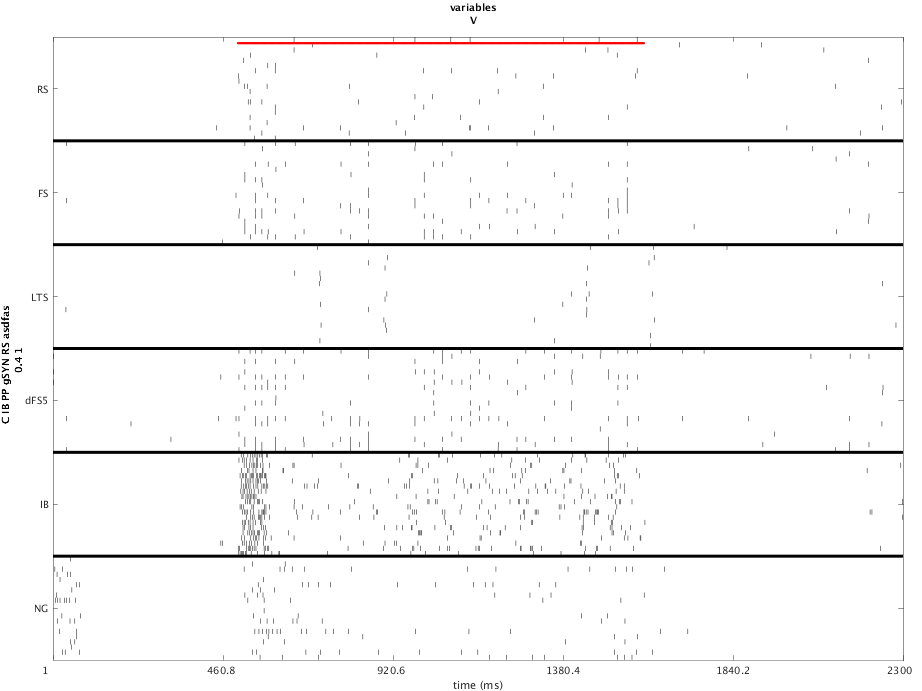 variables
V
RS
FS
LTS
dFS5
IB
NG
C IB PP gSYN RS asdfas
0.4 1
1
460.8
920.6
1380.4
1840.2
2300
time (ms)